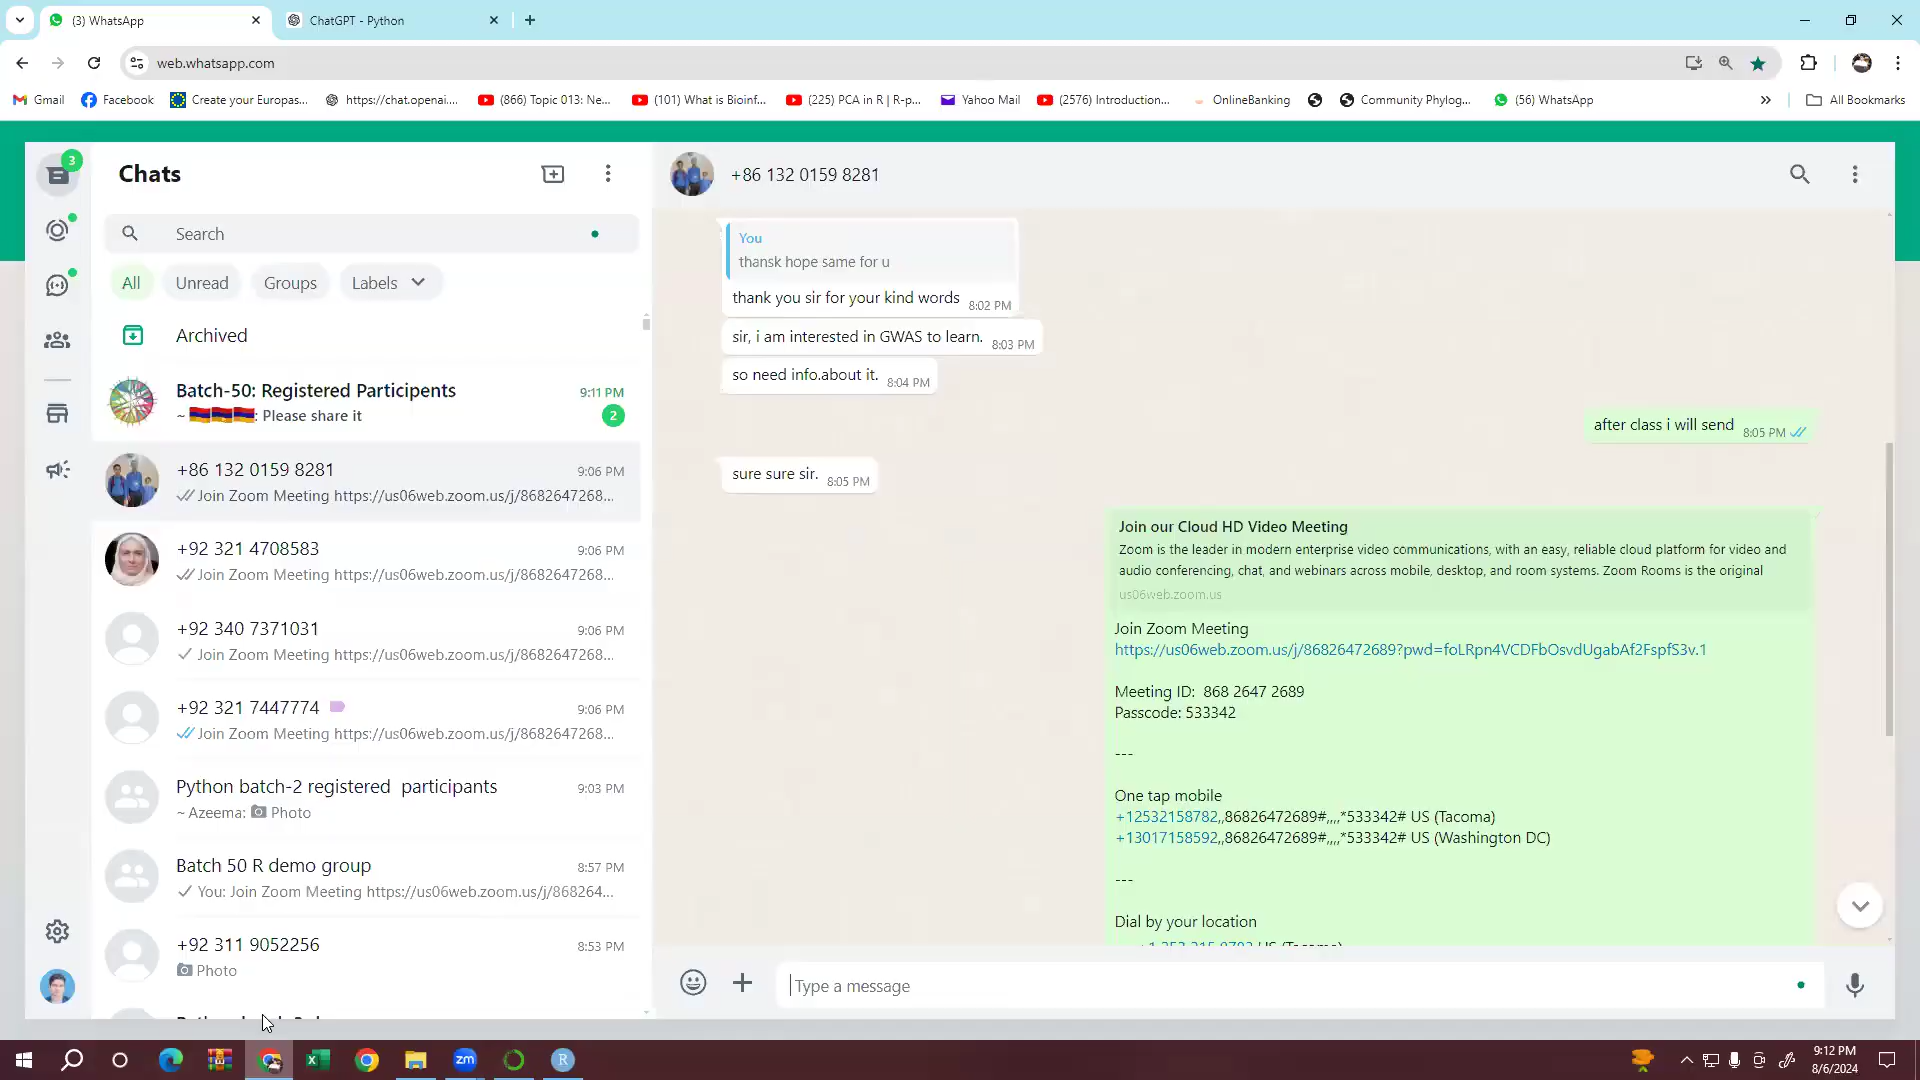 (3) WhatsApp
ChatGPT - Python
web.whatsapp.com
Gmail
Facebook
Create your Europas...
https://chat.openai....
(866) Topic 013: Ne...
(101) What is Bioinf...
(225) PCA in R | R-p...
Yahoo Mail
(2576) Introduction...
OnlineBanking
Community Phylog...
(56) WhatsApp
All Bookmarks
3
Chats
Search
All
Unread
Groups
Labels
Archived
Batch-50: Registered Participents
9:11 PM
~ 🇦🇲🇦🇲🇦🇲: Please share it
2
+86 132 0159 8281
9:06 PM
Join Zoom Meeting https://us06web.zoom.us/j/8682647268...
+92 321 4708583
9:06 PM
Join Zoom Meeting https://us06web.zoom.us/j/8682647268...
+92 340 7371031
9:06 PM
Join Zoom Meeting https://us06web.zoom.us/j/8682647268...
+92 321 7447774
9:06 PM
Join Zoom Meeting https://us06web.zoom.us/j/8682647268...
Python batch-2 registered participants
9:03 PM
~ Azeema: Photo
Batch 50 R demo group
8:57 PM
You: Join Zoom Meeting https://us06web.zoom.us/j/868264...
+92 311 9052256
8:53 PM
Photo
+86 132 0159 8281
You
thansk hope same for u
thank you sir for your kind words 8:02 PM
sir, i am interested in GWAS to learn. 8:03 PM
so need info.about it. 8:04 PM
after class i will send 8:05 PM
sure sure sir. 8:05 PM
Join our Cloud HD Video Meeting
Zoom is the leader in modern enterprise video communications, with an easy, reliable cloud platform for video and
audio conferencing, chat, and webinars across mobile, desktop, and room systems. Zoom Rooms is the original
us06web.zoom.us
Join Zoom Meeting
https://us06web.zoom.us/j/86826472689?pwd=foLRpn4VCDFbOsvdUgabAf2FspfS3v.1
Meeting ID: 868 2647 2689
Passcode: 533342
---
One tap mobile
+12532158782,,86826472689#,,,,*533342# US (Tacoma)
+13017158592,,86826472689#,,,,*533342# US (Washington DC)
---
Dial by your location
+1 253 215 8782 US (Tacoma)
Type a message
zm
R
9:12 PM
8/6/2024